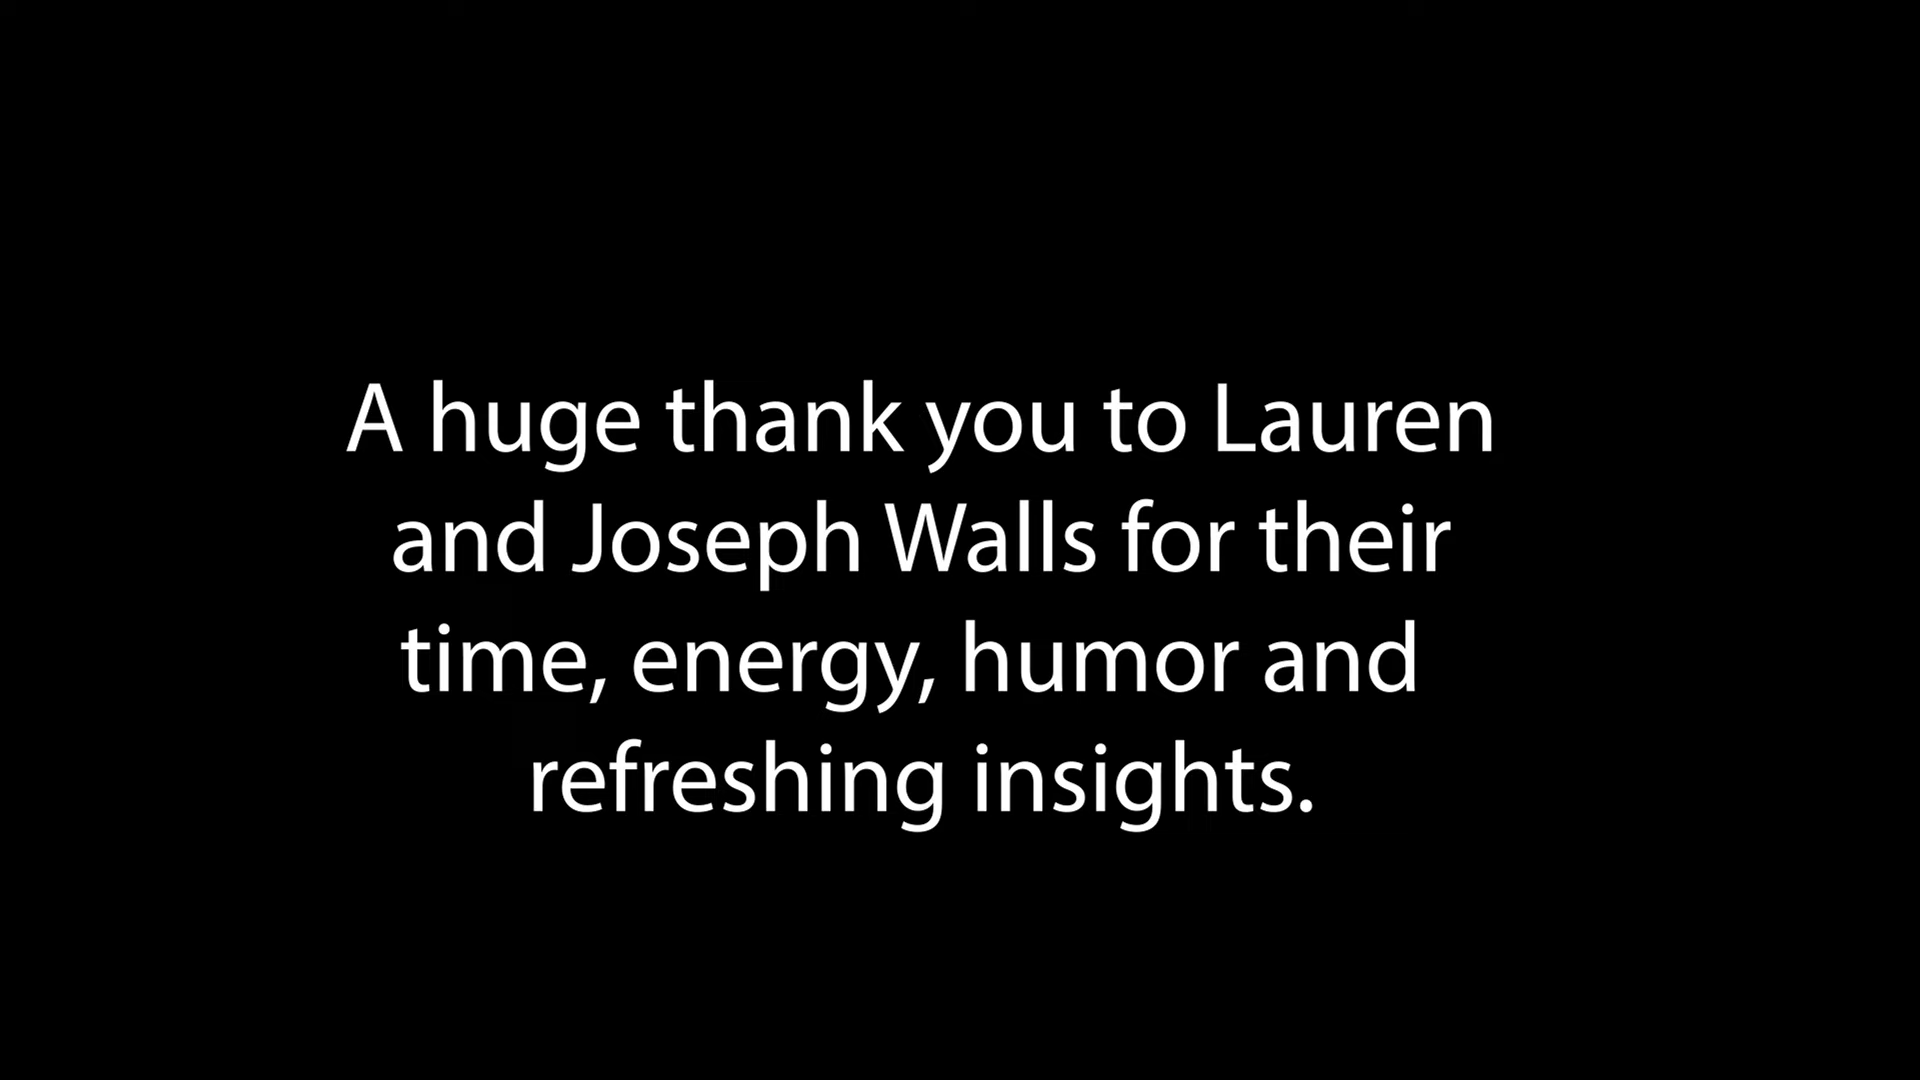 A huge thank you to Lauren
and Joseph Walls for their
time, energy, humor and
refreshing insights.